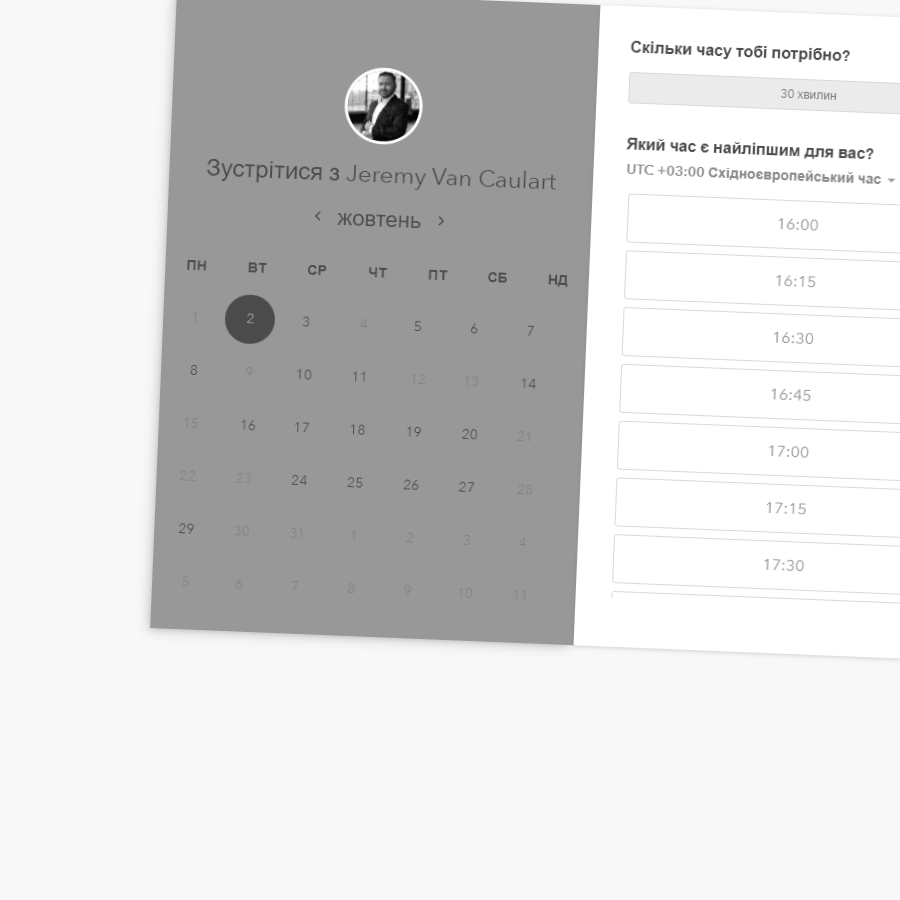 Зустрітися з Jeremy Van Caulart
жовтень
ПН ВТ СР ЧТ ПТ СБ НД
1 2 3 4 5 6 7
8 9 10 11 12 13 14
15 16 17 18 19 20 21
22 23 24 25 26 27 28
29 30 31 1 2 3 4
5 6 7 8 9 10 11
Скільки часу тобі потрібно?
30 хвилин
Який час є найліпшим для вас?
UTC +03:00 Східноєвропейський час
16:00
16:15
16:30
16:45
17:00
17:15
17:30